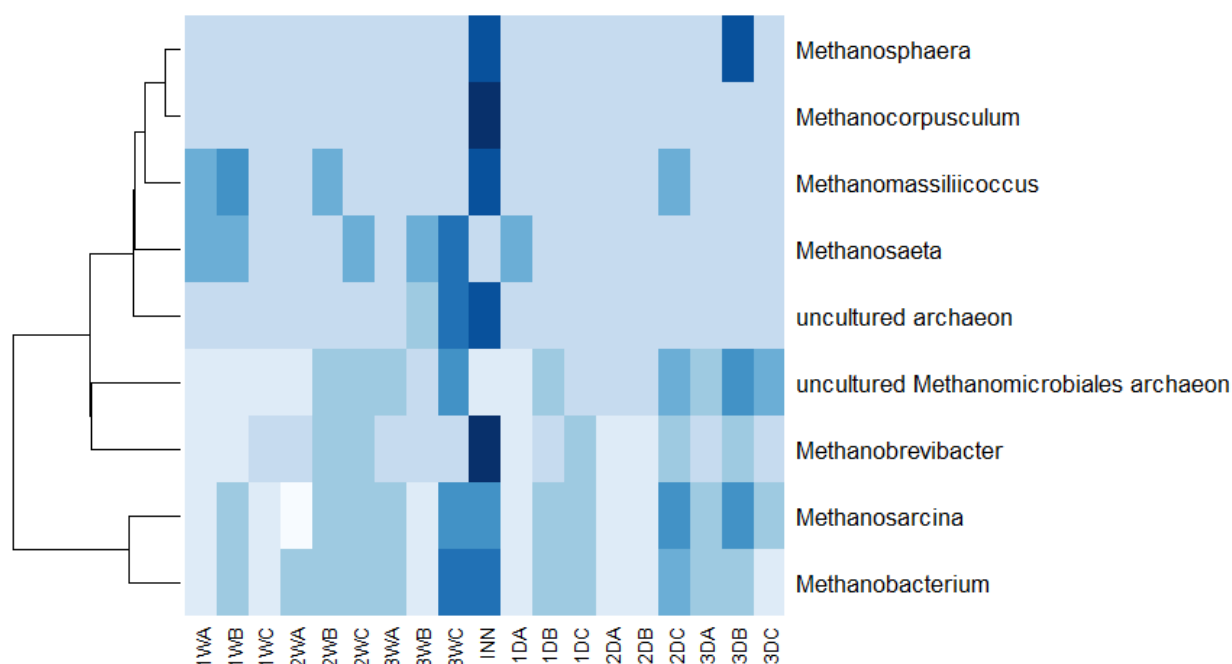 Methanosphaera
Methanocorpusculum
Methanomassiliicoccus
Methanosaeta
uncultured archaeon
uncultured Methanomicrobiales archaeon
Methanobrevibacter
Methanosarcina
Methanobacterium
1WA 1WB 1WC 2WA 2WB 2WC 3WA 3WB 3WC INN 1DA 1DB 1DC 2DA 2DB 2DC 3DA 3DB 3DC